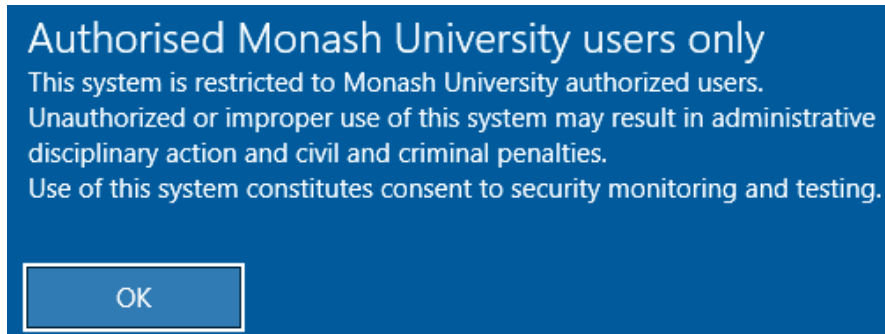 Authorised Monash University users only
This system is restricted to Monash University authorized users.
Unauthorized or improper use of this system may result in administrative
disciplinary action and civil and criminal penalties.
Use of this system constitutes consent to security monitoring and testing.
OK